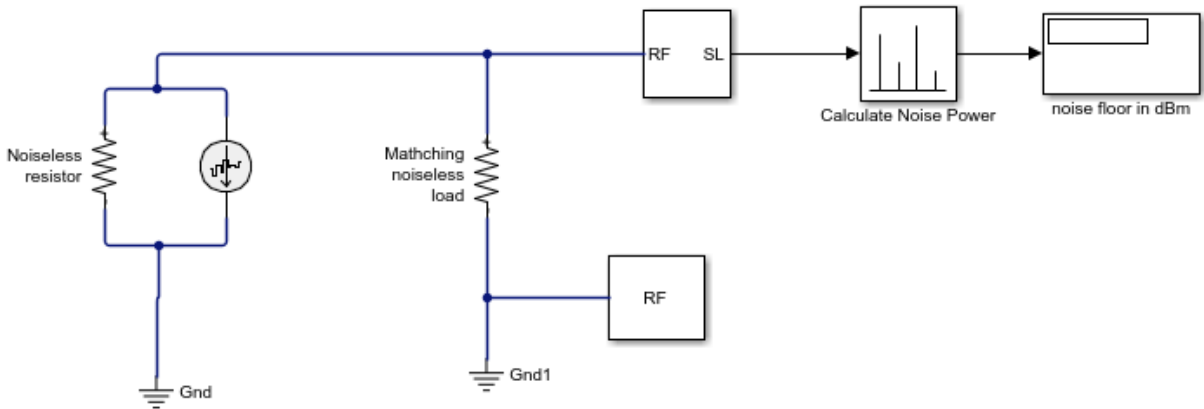 RF
SL
Calculate Noise Power
noise floor in dBm
Noiseless
resistor
Mathching
noiseless
load
RF
Gnd
Gnd1